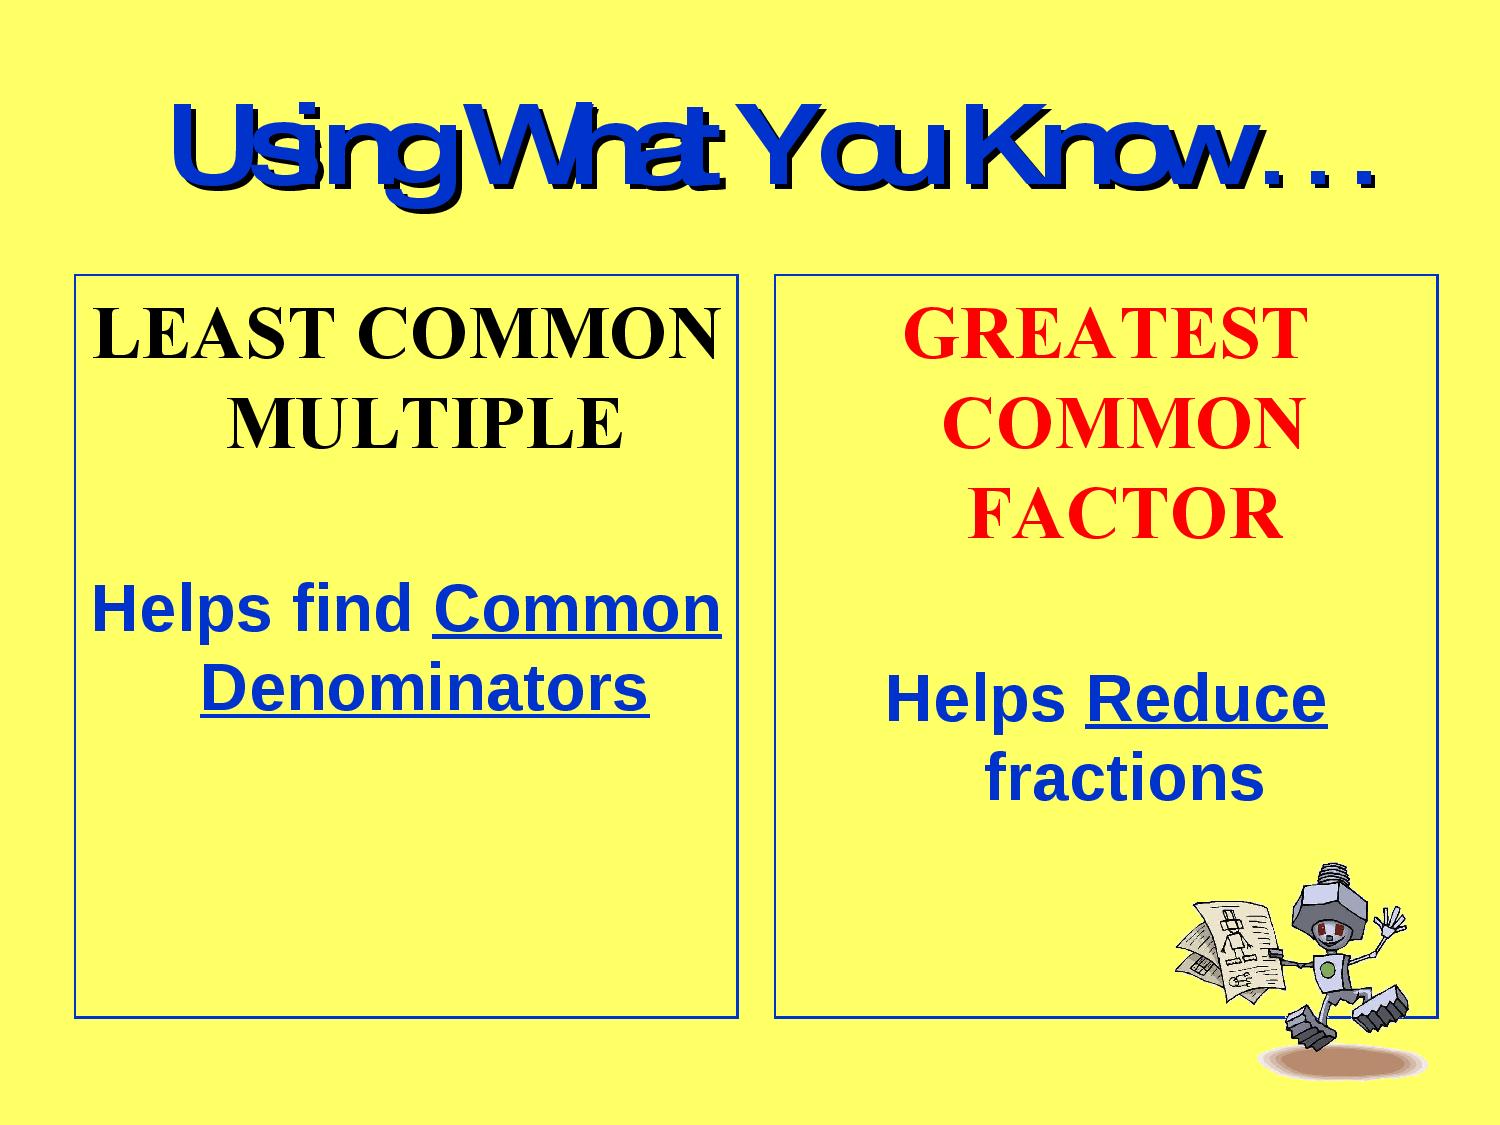 Using What You Know…
LEAST COMMON
MULTIPLE
Helps find Common
Denominators
GREATEST
COMMON
FACTOR
Helps Reduce
fractions